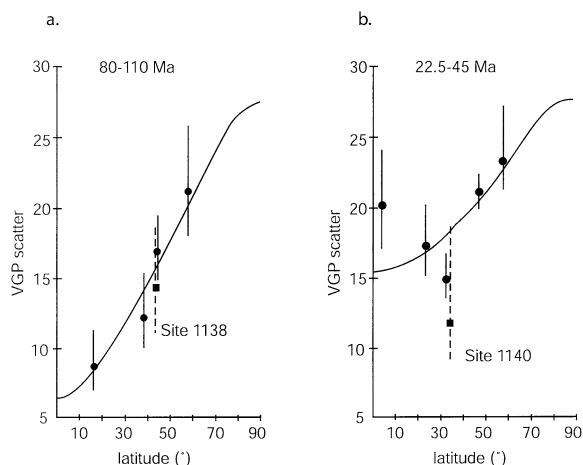 a.
80-110 Ma
30
25
20
15
10
5
VGP scatter
Site 1138
10 30 50 70 90
latitude (°)
b.
22.5-45 Ma
30
25
20
15
10
5
VGP scatter
Site 1140
10 30 50 70 90
latitude (°)